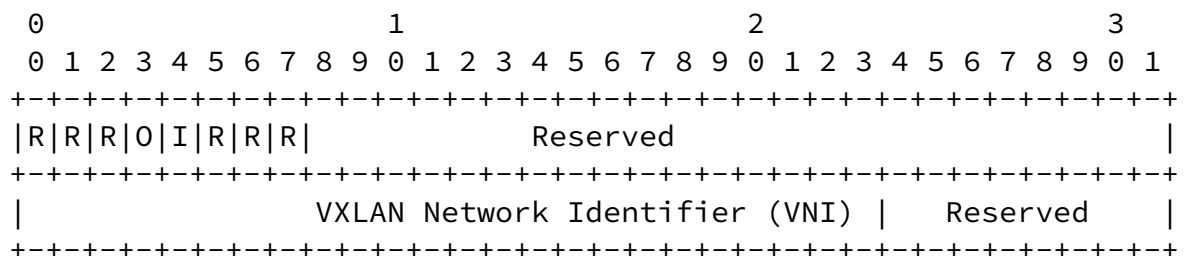 0                   1                   2                   3
 0 1 2 3 4 5 6 7 8 9 0 1 2 3 4 5 6 7 8 9 0 1 2 3 4 5 6 7 8 9 0 1
+-+-+-+-+-+-+-+-+-+-+-+-+-+-+-+-+-+-+-+-+-+-+-+-+-+-+-+-+-+-+-+-+
|R|R|R|O|I|R|R|R|            Reserved                           |
+-+-+-+-+-+-+-+-+-+-+-+-+-+-+-+-+-+-+-+-+-+-+-+-+-+-+-+-+-+-+-+-+
|                VXLAN Network Identifier (VNI) |   Reserved    |
+-+-+-+-+-+-+-+-+-+-+-+-+-+-+-+-+-+-+-+-+-+-+-+-+-+-+-+-+-+-+-+-+